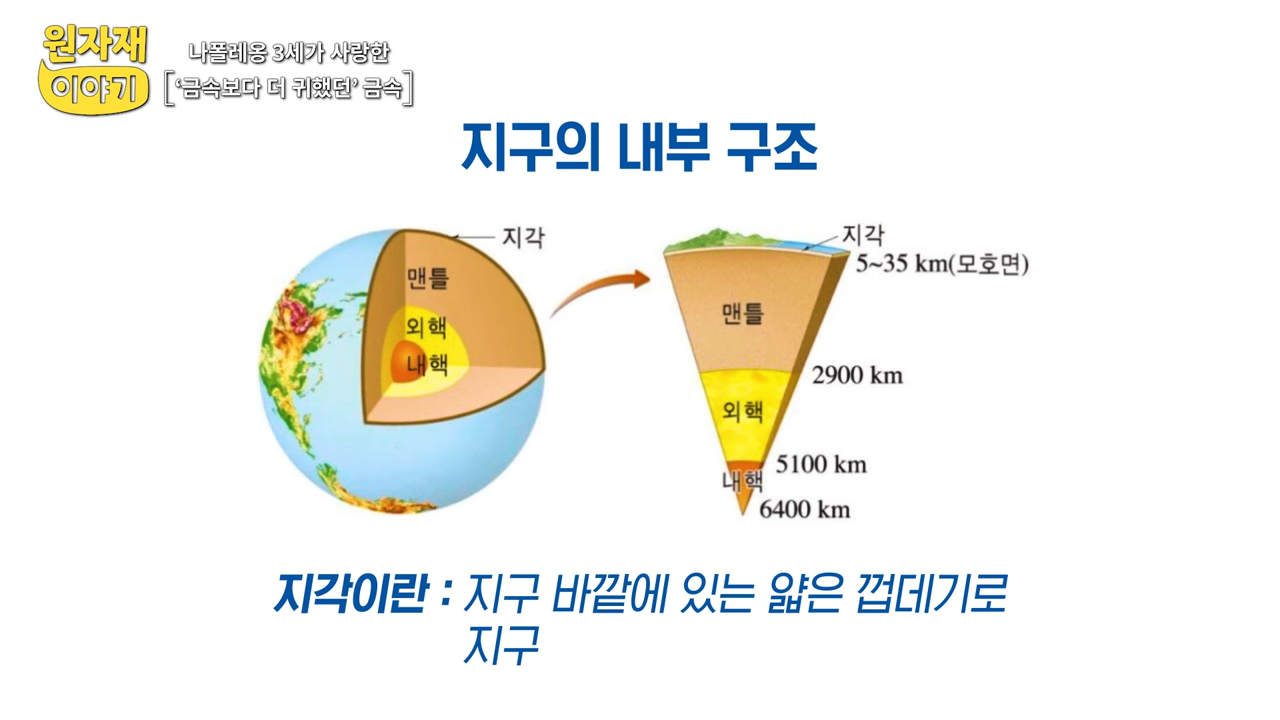 원자재
이야기
나폴레옹 3세가 사랑한
['금속보다 더 귀했던' 금속]
지구의 내부 구조
지각
맨틀
외핵
내핵
지각
5~35 km(모호면)
맨틀
2900 km
외핵
5100 km
내핵
6400 km
지각이란 : 지구 바깥에 있는 얇은 껍데기로
지구